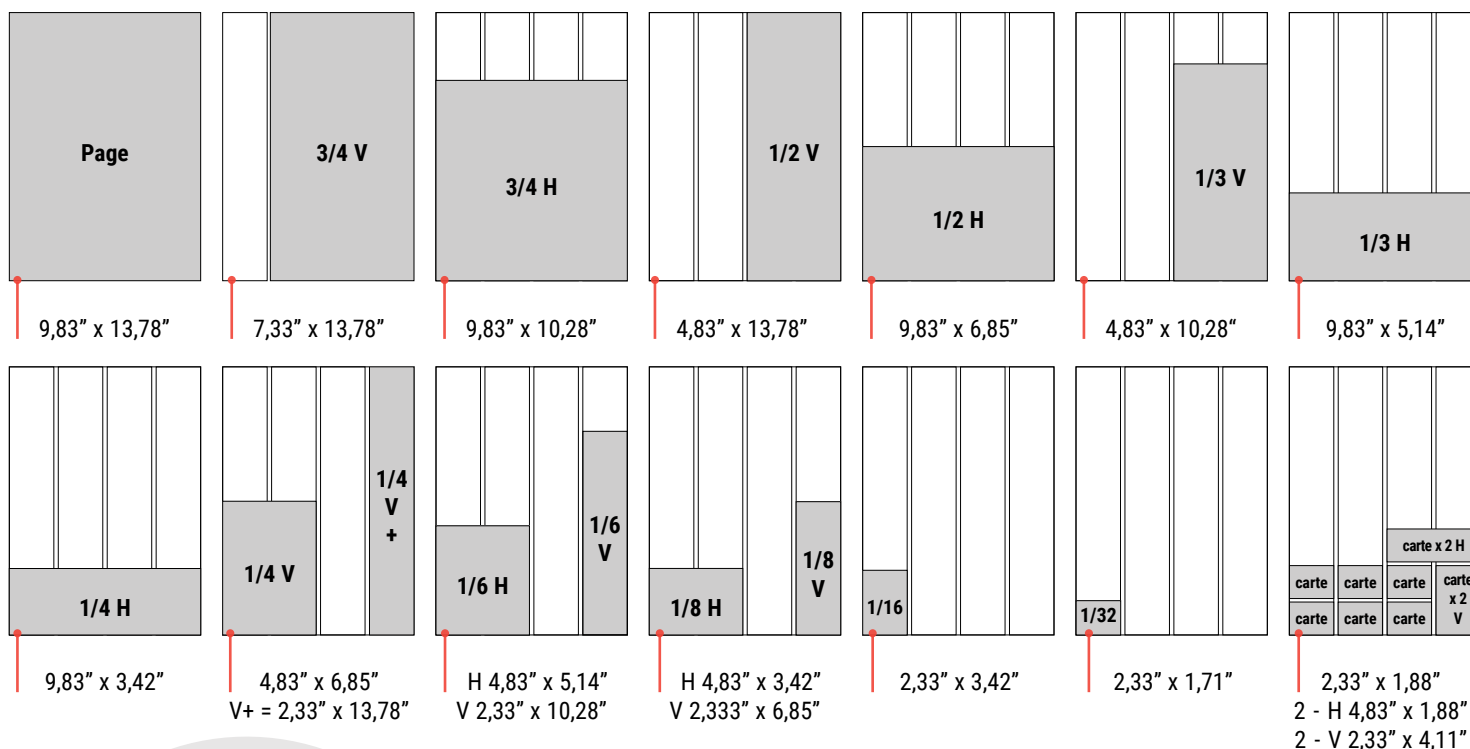 Page
3/4 V
3/4 H
1/2 V
1/2 H
1/3 V
1/3 H
9,83” x 13,78”
7,33” x 13,78”
9,83” x 10,28”
4,83” x 13,78”
9,83” x 6,85”
4,83” x 10,28“
9,83” x 5,14”
1/4 H
1/4 V
1/4
V
+
1/6 H
1/6
V
1/8 H
1/8
V
1/16
1/32
carte x 2 H
carte
carte
carte
carte
x 2
V
carte
carte
carte
9,83” x 3,42”
4,83” x 6,85”
V+ = 2,33” x 13,78”
H 4,83” x 5,14”
V 2,33” x 10,28”
H 4,83” x 3,42”
V 2,333” x 6,85”
2,33” x 3,42”
2,33” x 1,71”
2,33” x 1,88”
2 - H 4,83” x 1,88”
2 - V 2,33” x 4,11”